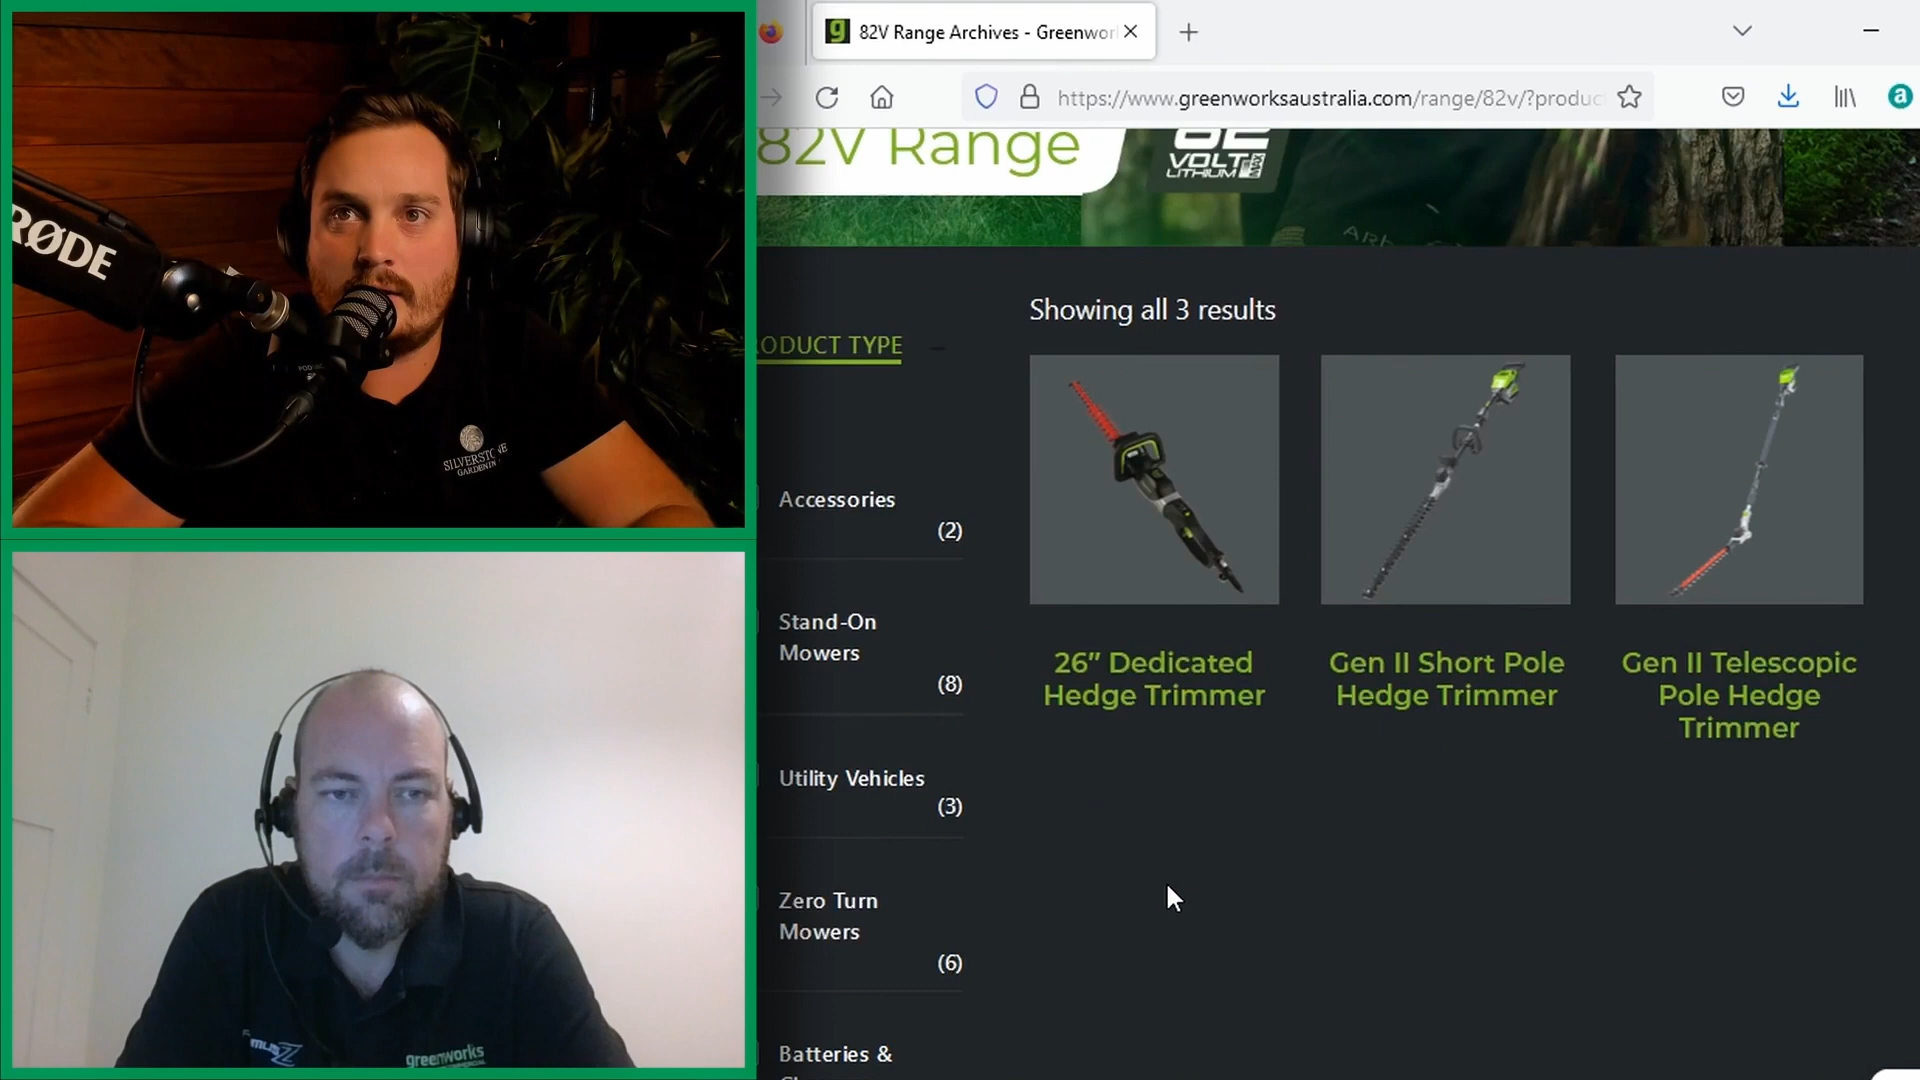 RØDE
SILVERSTONE
GARDENING
greenworks
82V Range Archives - Greenwor
https://www.greenworksaustralia.com/range/82v/?produc
a
82V Range
82
VOLT
LITHIUM
Showing all 3 results
ODUCT TYPE
Accessories
(2)
Stand-On
Mowers
(8)
Utility Vehicles
(3)
Zero Turn
Mowers
(6)
Batteries &
26” Dedicated
Hedge Trimmer
Gen II Short Pole
Hedge Trimmer
Gen II Telescopic
Pole Hedge
Trimmer